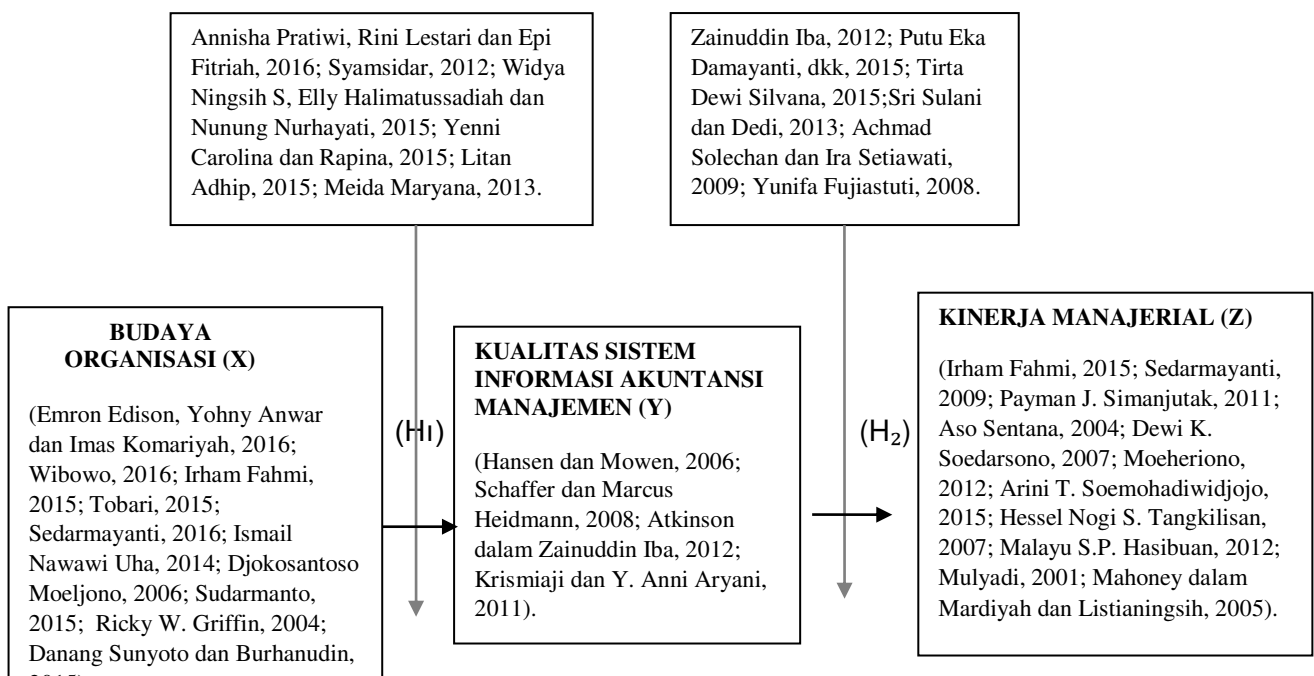 Annisha Pratiwi, Rini Lestari dan Epi
Fitriah, 2016; Syamsidar, 2012; Widya
Ningsih S, Elly Halimatussadiah dan
Nunung Nurhayati, 2015; Yenni
Carolina dan Rapina, 2015; Litan
Adhip, 2015; Meida Maryana, 2013.
Zainuddin Iba, 2012; Putu Eka
Damayanti, dkk, 2015; Tirta
Dewi Silvana, 2015;Sri Sulani
dan Dedi, 2013; Achmad
Solechan dan Ira Setiawati,
2009; Yunifa Fujiastuti, 2008.
BUDAYA
ORGANISASI (X)
(Emron Edison, Yohny Anwar
dan Imas Komariyah, 2016;
Wibowo, 2016; Irham Fahmi,
2015; Tobari, 2015;
Sedarmayanti, 2016; Ismail
Nawawi Uha, 2014; Djokosantoso
Moeljono, 2006; Sudarmanto,
2015; Ricky W. Griffin, 2004;
Danang Sunyoto dan Burhanudin,
(H1)
KUALITAS SISTEM
INFORMASI AKUNTANSI
MANAJEMEN (Y)
(Hansen dan Mowen, 2006;
Schaffer dan Marcus
Heidmann, 2008; Atkinson
dalam Zainuddin Iba, 2012;
Krismiaji dan Y. Anni Aryani,
2011).
(H₂)
KINERJA MANAJERIAL (Z)
(Irham Fahmi, 2015; Sedarmayanti,
2009; Payman J. Simanjutak, 2011;
Aso Sentana, 2004; Dewi K.
Soedarsono, 2007; Moeheriono,
2012; Arini T. Soemohadiwidjojo,
2015; Hessel Nogi S. Tangkilisan,
2007; Malayu S.P. Hasibuan, 2012;
Mulyadi, 2001; Mahoney dalam
Mardiyah dan Listianingsih, 2005).